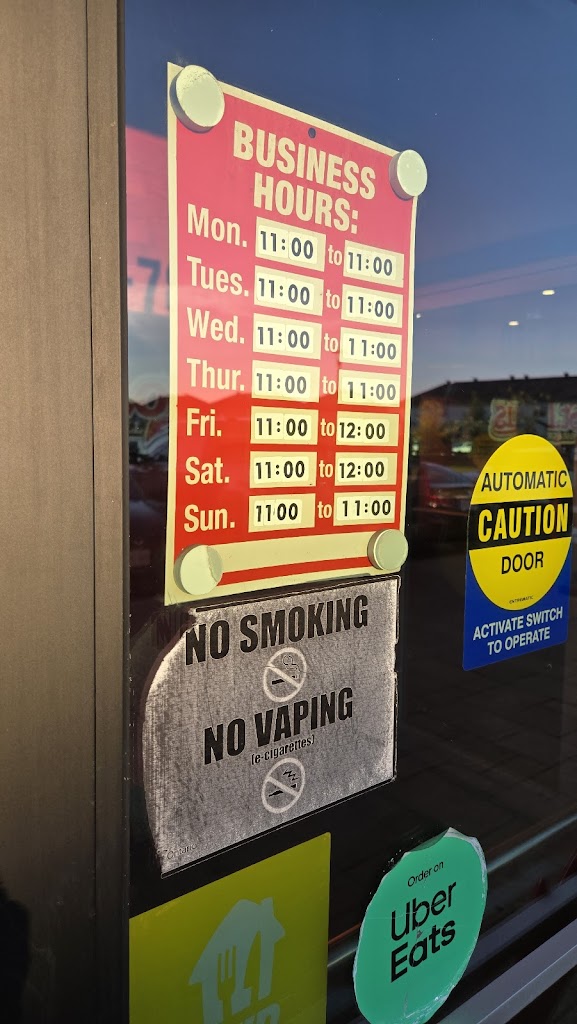 BUSINESS
HOURS:
Mon. 11:00 to 11:00
Tues. 11:00 to 11:00
Wed. 11:00 to 11:00
Thur. 11:00 to 11:00
Fri. 11:00 to 12:00
Sat. 11:00 to 12:00
Sun. 1100 to 11:00
AUTOMATIC
CAUTION
DOOR
ACTIVATE SWITCH
TO OPERATE
NO SMOKING
NO VAPING
(e-cigarettes)
Order on
Uber
Eats